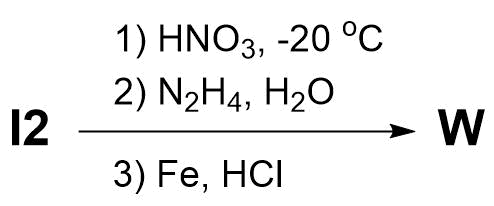 1) HNO3, -20 °C
2) N2H4, H2O
I2 W
3) Fe, HCl